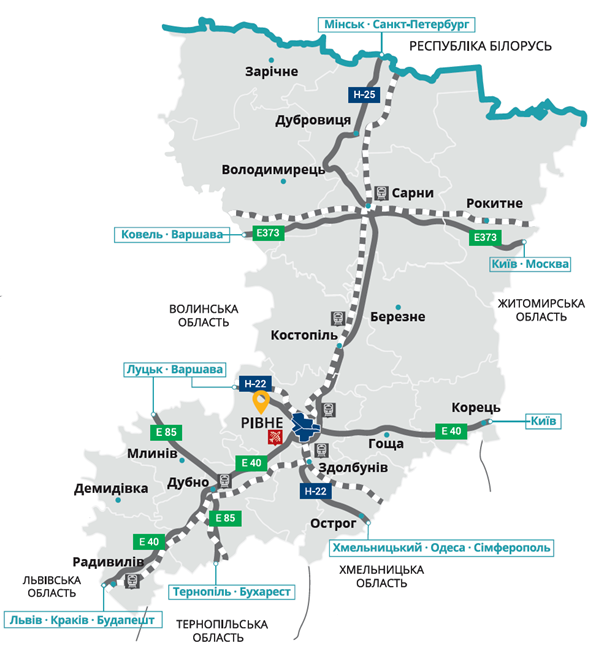 Мінськ · Санкт-Петербург
РЕСПУБЛІКА БІЛОРУСЬ
Зарічне
Н-25
Дубровиця
Володимирець
Сарни
Рокитне
Ковель · Варшава
E373
E373
Київ · Москва
ВОЛИНСЬКА
ОБЛАСТЬ
ЖИТОМИРСЬКА
ОБЛАСТЬ
Березне
Костопіль
Луцьк · Варшава
Н-22
РІВНЕ
Корець
Київ
E 85
E 40
Гоща
Млинів
E 40
Здолбунів
Дубно
Демидівка
Н-22
E 85
Острог
E 40
Хмельницький · Одеса · Сімферополь
Радивилів
ХМЕЛЬНИЦЬКА
ОБЛАСТЬ
ЛЬВІВСЬКА
ОБЛАСТЬ
Тернопіль · Бухарест
Львів · Краків · Будапешт
ТЕРНОПІЛЬСЬКА
ОБЛАСТЬ